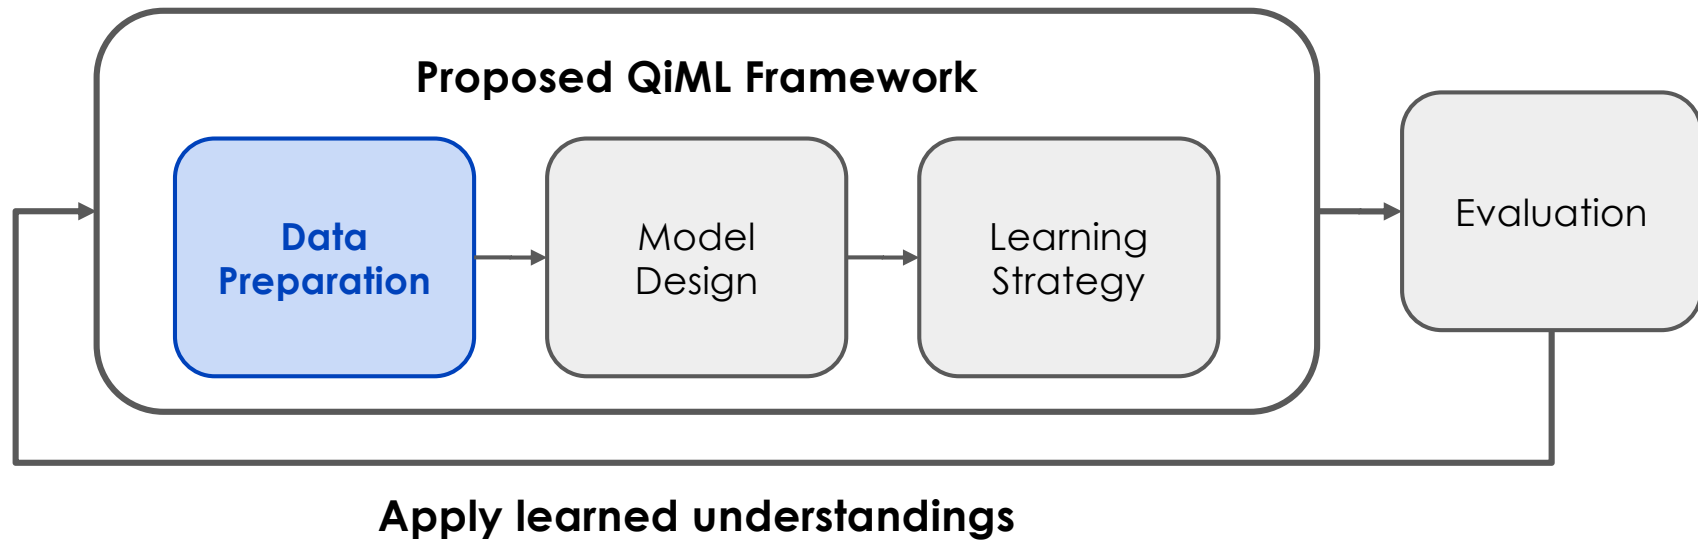 Proposed QiML Framework
Data
Preparation
Model
Design
Learning
Strategy
Evaluation
Apply learned understandings